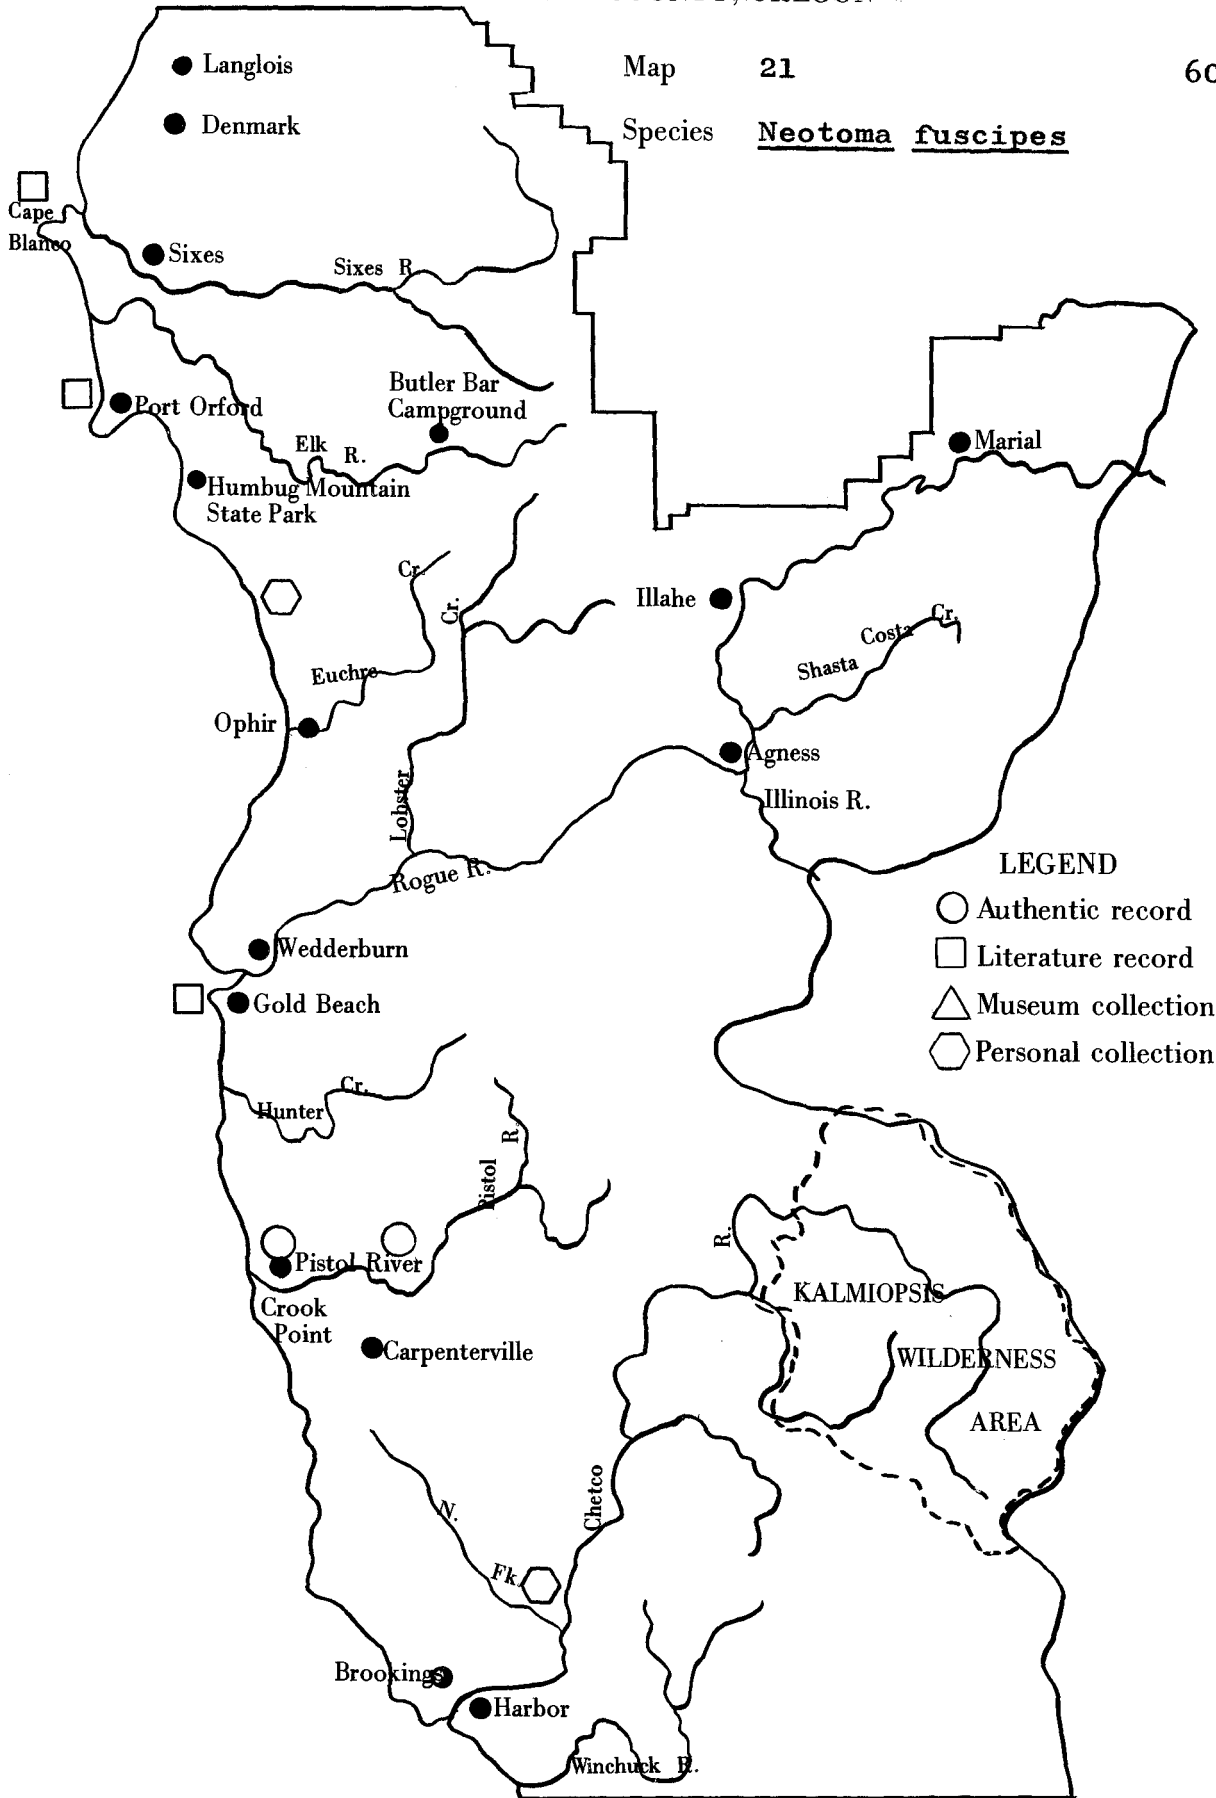 Map 21
60
Species Neotoma fuscipes
Langlois
Denmark
Cape
Blanco
Sixes
Sixes R
Butler Bar
Campground
Port Orford
Elk R.
Marial
Humbug Mountain
State Park
Cr.
Cr.
Illahe
Costa Cr.
Shasta
Euchre
Ophir
Agness
Lobster
Illinois R.
Rogue R.
LEGEND
Authentic record
Wedderburn
Literature record
Gold Beach
Museum collection
Personal collection
Cr.
Hunter
R.
Pistol
R.
Pistol River
KALMIOPSIS
Crook
Point
Carpenterville
WILDERNESS
AREA
Chetco
N.
Fk.
Brookings
Harbor
Winchuck R.